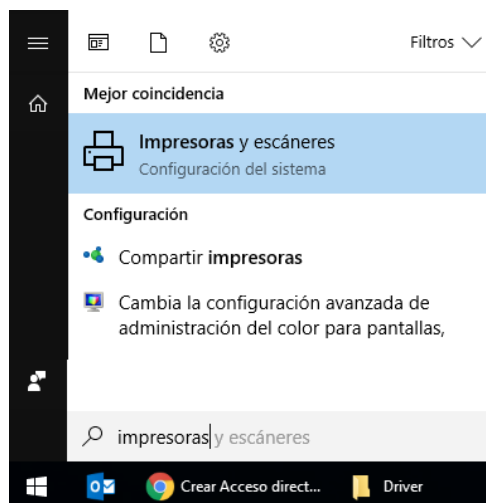 Filtros
Mejor coincidencia
Impresoras y escáneres
Configuración del sistema
Configuración
Compartir impresoras
Cambia la configuración avanzada de
administración del color para pantallas,
impresoras y escáneres
Crear Acceso direct...
Driver